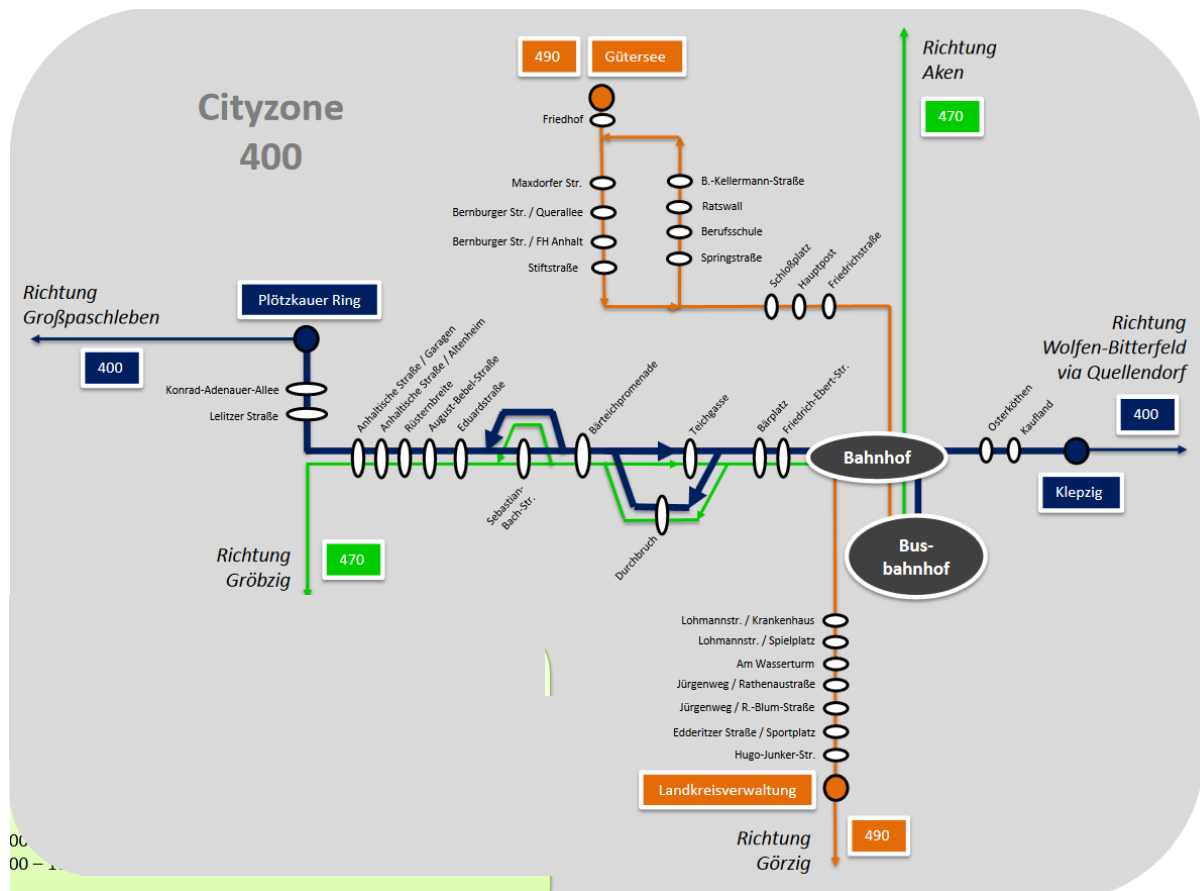 Cityzone
400
490
Gütersee
Friedhof
Maxdorfer Str.
Bernburger Str. / Querallee
Bernburger Str. / FH Anhalt
Stiftstraße
B.-Kellermann-Straße
Ratswall
Berufsschule
Springstraße
Schloßplatz
Hauptpost
Friedrichstraße
Richtung
Aken
470
Richtung
Großpaschleben
400
Plötzkauer Ring
Konrad-Adenauer-Allee
Lelitzer Straße
Anhaltische Straße / Garagen
Anhaltische Straße / Altenheim
Rüsternbreite
August-Bebel-Straße
Eduardstraße
Sebastian-
Bach-Str.
Bärteichpromenade
Durchbruch
Teichgasse
Bärplatz
Friedrich-Ebert-Str.
Bahnhof
Bus-
bahnhof
Osterköthen
Kaufland
Klepzig
Richtung
Wolfen-Bitterfeld
via Quellendorf
400
Richtung
Gröbzig
470
Lohmannstr. / Krankenhaus
Lohmannstr. / Spielplatz
Am Wasserturm
Jürgenweg / Rathenaustraße
Jürgenweg / R.-Blum-Straße
Edderitzer Straße / Sportplatz
Hugo-Junker-Str.
Landkreisverwaltung
Richtung
Görzig
490
00 –